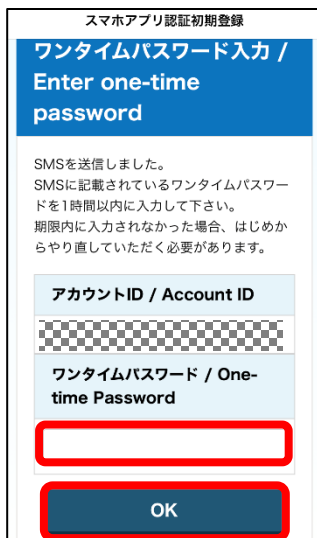 スマホアプリ認証初期登録
ワンタイムパスワード入力 /
Enter one-time
password
SMSを送信しました。
SMSに記載されているワンタイムパスワー
ドを1時間以内に入力して下さい。
期限内に入力されなかった場合、はじめか
らやり直していただく必要があります。
アカウントID / Account ID
ワンタイムパスワード / One-
time Password
OK